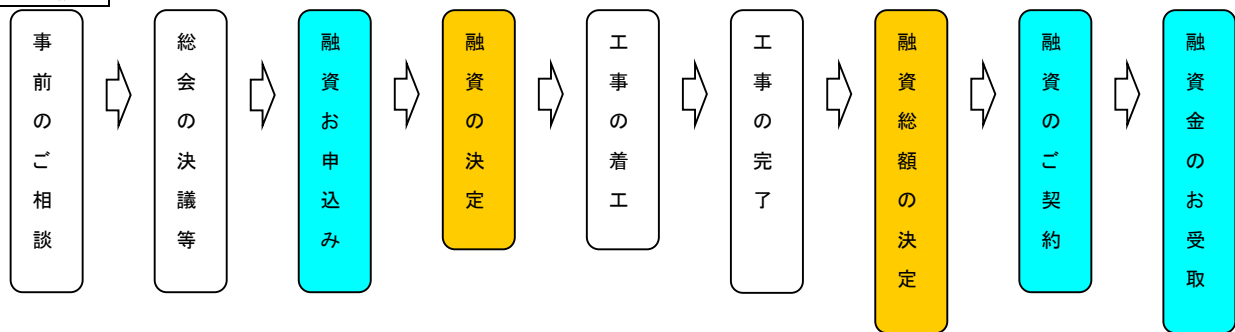 事前のご相談
総会の決議等
融資お申込み
融資の決定
工事の着工
工事の完了
融資総額の決定
融資のご契約
融資金のお受取